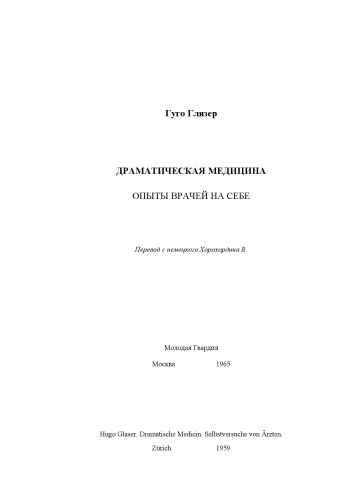 Гуго Глязер
ДРАМАТИЧЕСКАЯ МЕДИЦИНА
ОПЫТЫ ВРАЧЕЙ НА СЕБЕ
Перевод с немецкого Хорохордина В.
Молодая Гвардия
Москва 1965
Hugo Glaser. Dramatische Medicin. Selbstversuche von Ärzten.
Zürich 1959